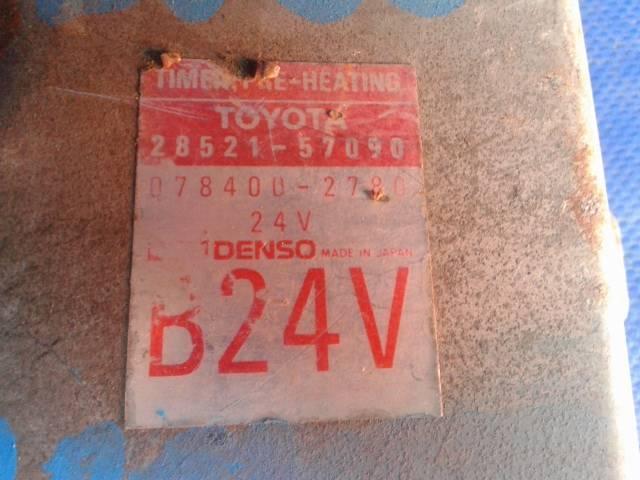 TIMER, PRE-HEATING
TOYOTA
28521-57090
078400-2780
24V
DENSO MADE IN JAPAN
B24V